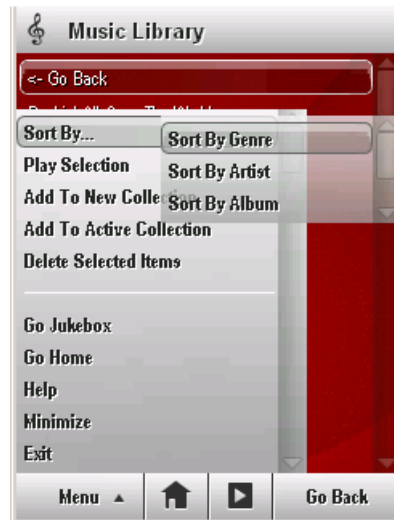 Music Library
<- Go Back
Sort By...
Sort By Genre
Play Selection
Sort By Artist
Add To New Collection
Sort By Album
Add To Active Collection
Delete Selected Items
Go Jukebox
Go Home
Help
Minimize
Exit
Menu
Go Back